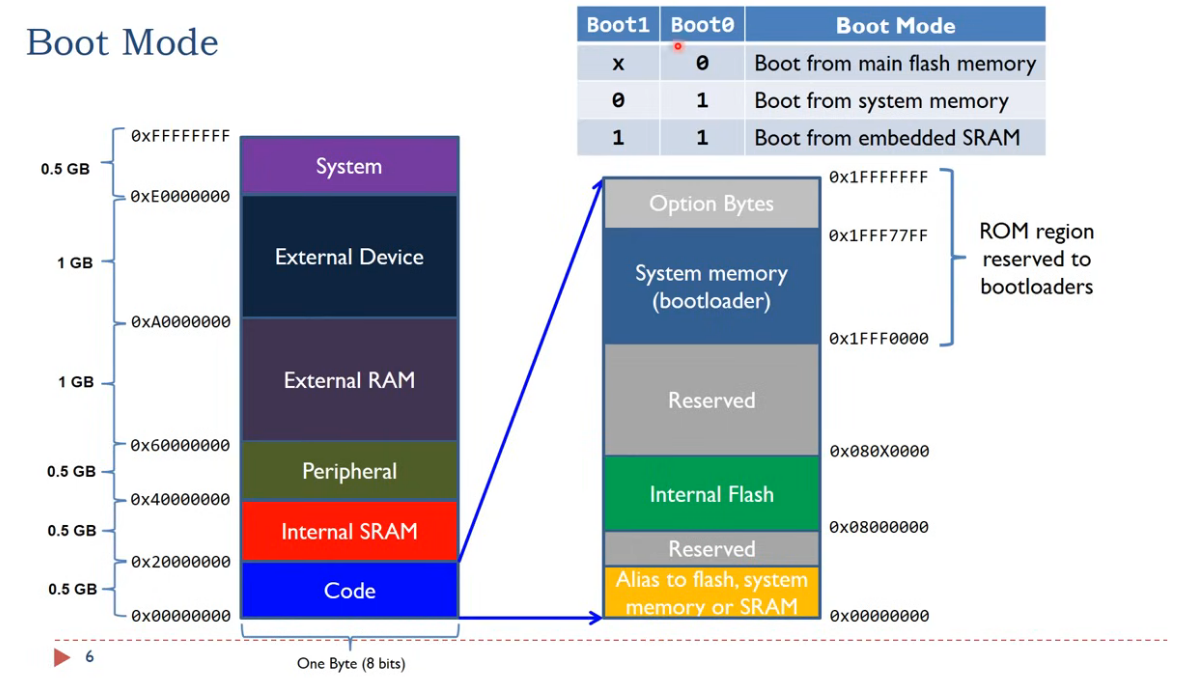 Boot Mode
Boot1 Boot0 Boot Mode
x 0 Boot from main flash memory
0 1 Boot from system memory
1 1 Boot from embedded SRAM
0xFFFFFFFF
0.5 GB
System
0xE0000000
1 GB
External Device
0xA0000000
1 GB
External RAM
0x60000000
0.5 GB
Peripheral
0x40000000
0.5 GB
Internal SRAM
0x20000000
0.5 GB
Code
0x00000000
One Byte (8 bits)
0x1FFFFFFF
Option Bytes
0x1FFF77FF
System memory
(bootloader)
0x1FFF0000
Reserved
0x080X0000
Internal Flash
0x08000000
Reserved
Alias to flash, system
memory or SRAM
0x00000000
ROM region
reserved to
bootloaders
6